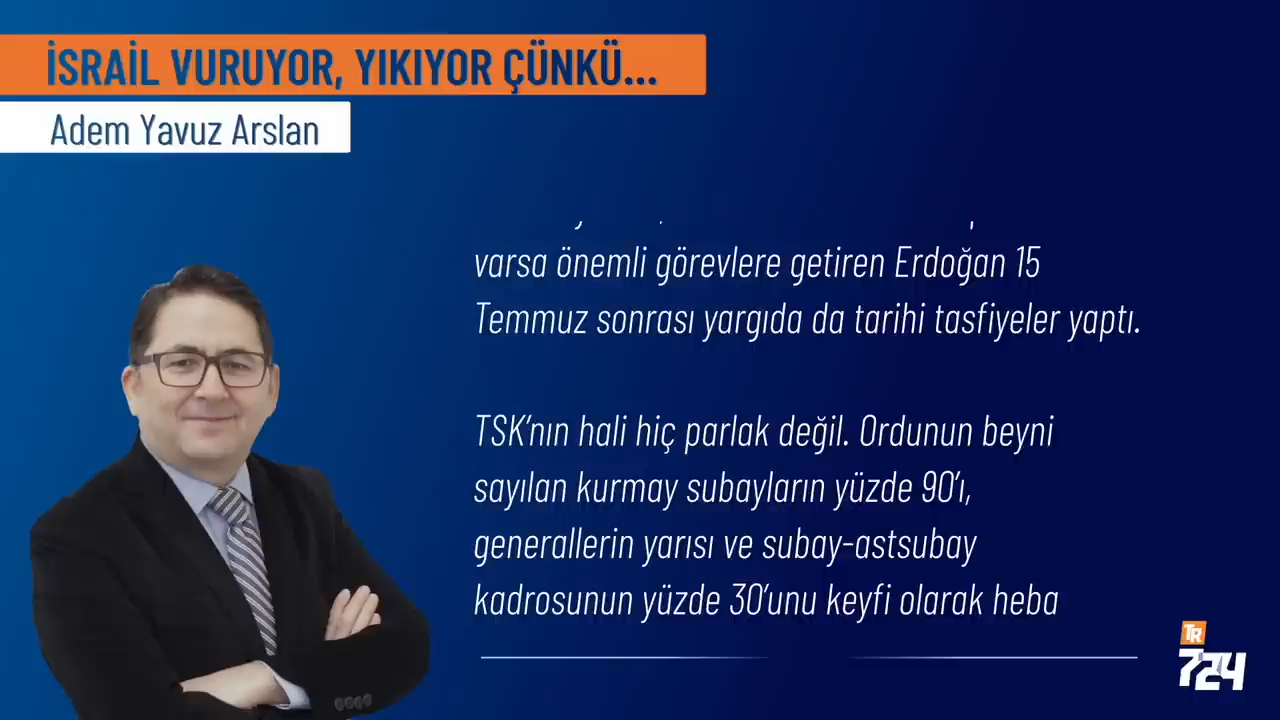 İSRAİL VURUYOR, YIKIYOR ÇÜNKÜ...
Adem Yavuz Arslan
varsa önemli görevlere getiren Erdoğan 15
Temmuz sonrası yargıda da tarihi tasfiyeler yaptı.
TSK'nın hali hiç parlak değil. Ordunun beyni
sayılan kurmay subayların yüzde 90'ı,
generallerin yarısı ve subay-astsubay
kadrosunun yüzde 30'unu keyfi olarak heba
TR
724